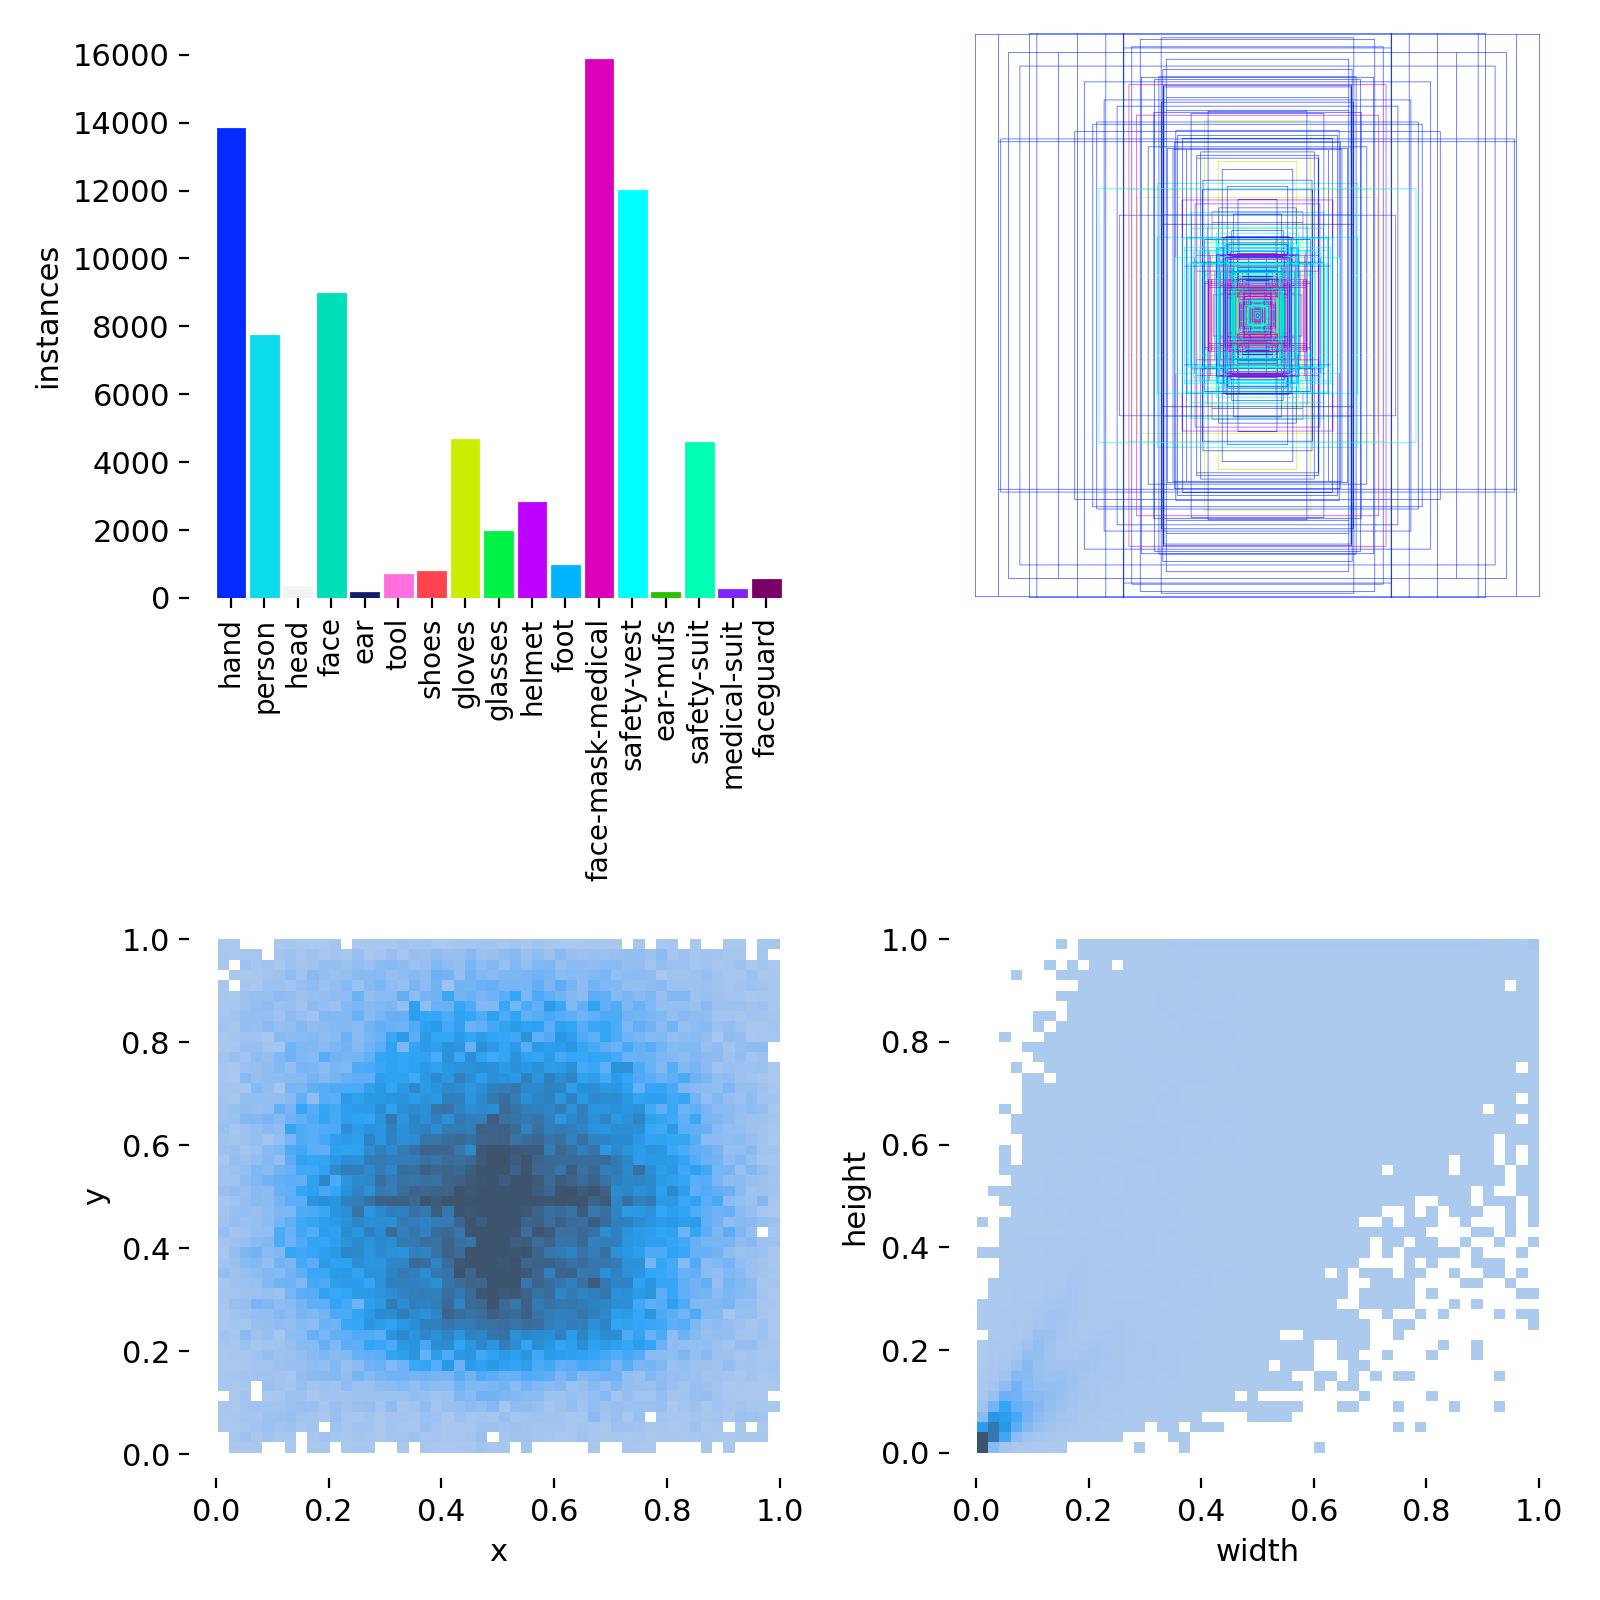 16000
14000
12000
10000
8000
6000
4000
2000
0
instances
hand
person
head
face
ear
tool
shoes
gloves
glasses
helmet
foot
face-mask-medical
safety-vest
ear-mufs
safety-suit
medical-suit
faceguard
1.0
0.8
0.6
0.4
0.2
0.0
y
0.0 0.2 0.4 0.6 0.8 1.0
x
1.0
0.8
0.6
0.4
0.2
0.0
height
0.0 0.2 0.4 0.6 0.8 1.0
width